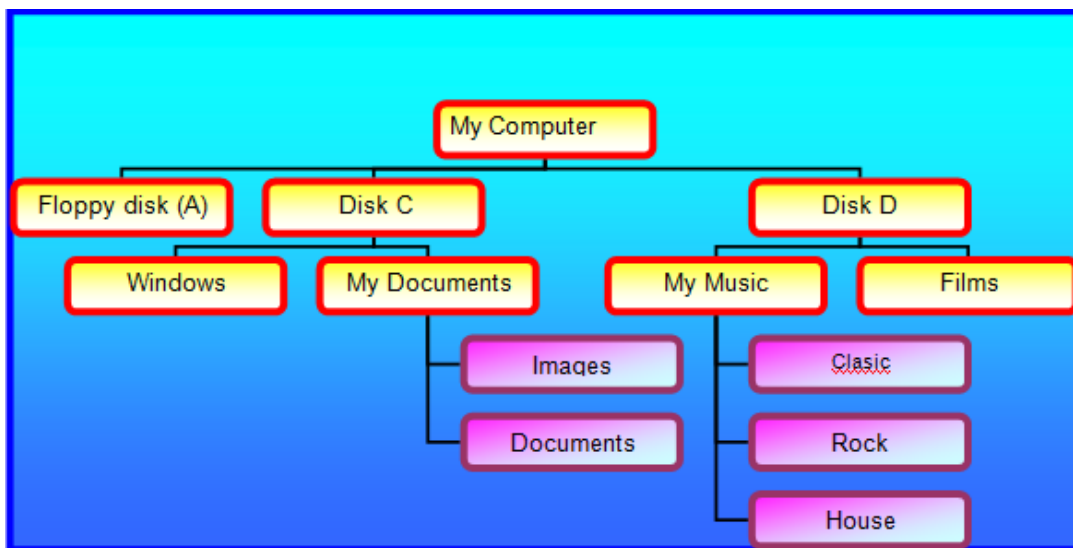 My Computer
Floppy disk (A)
Disk C
Disk D
Windows
My Documents
My Music
Films
Images
Clasic
Documents
Rock
House